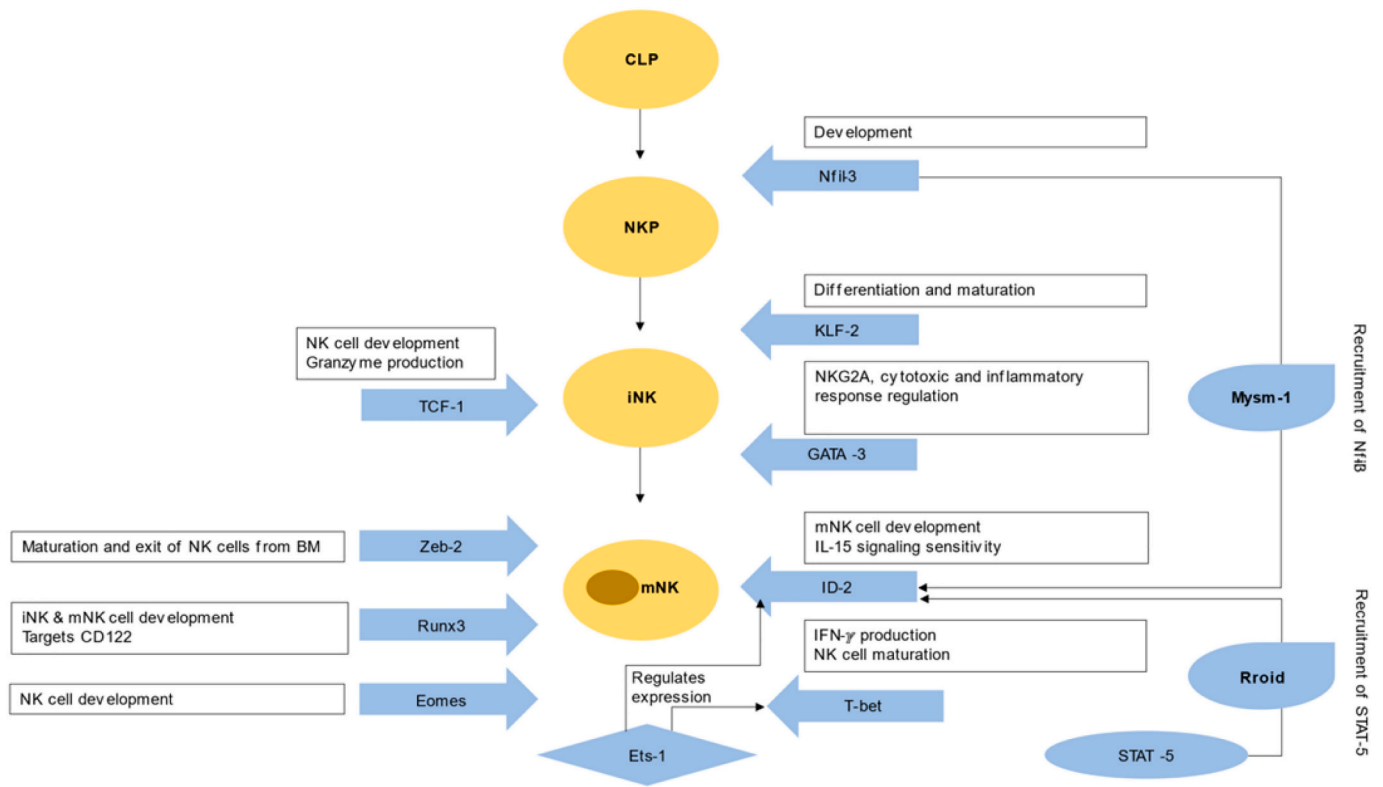 CLP
Development
Nfil-3
NKP
Differentiation and maturation
KLF-2
NK cell development
Granzyme production
TCF-1
iNK
NKG2A, cytotoxic and inflammatory
response regulation
GATA -3
Mysm-1
Recruitment of NfiB
mNK cell development
IL-15 signaling sensitivity
Maturation and exit of NK cells from BM
Zeb-2
mNK
ID-2
iNK & mNK cell development
Targets CD122
Runx3
IFN-γ production
NK cell maturation
NK cell development
Eomes
Regulates
expression
T-bet
Ets-1
Rroid
STAT -5
Recruitment of STAT-5